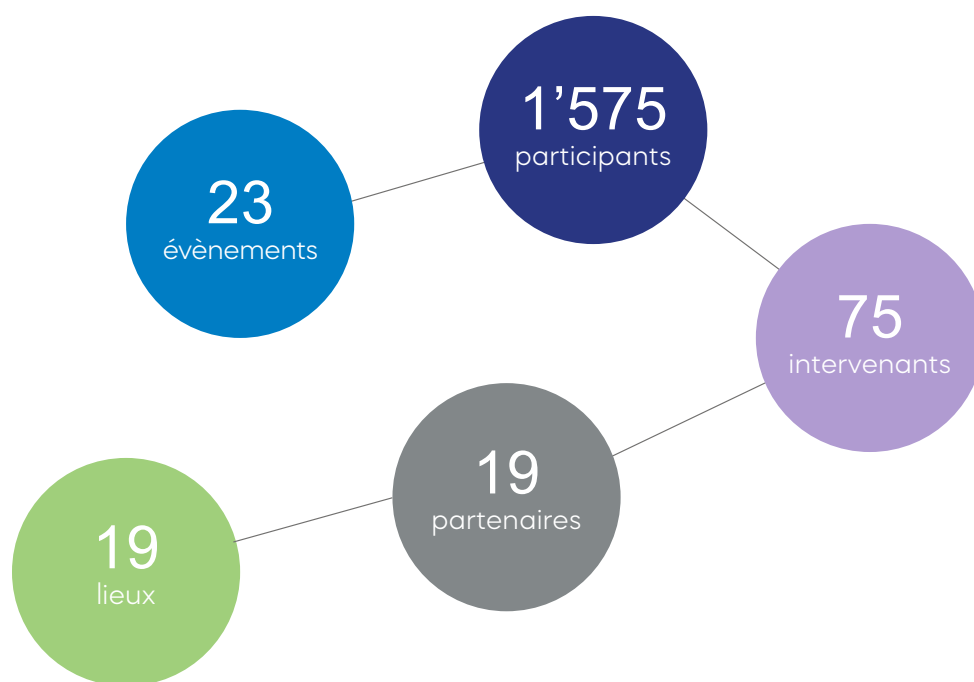 23
évènements
1’575
participants
75
intervenants
19
partenaires
19
lieux